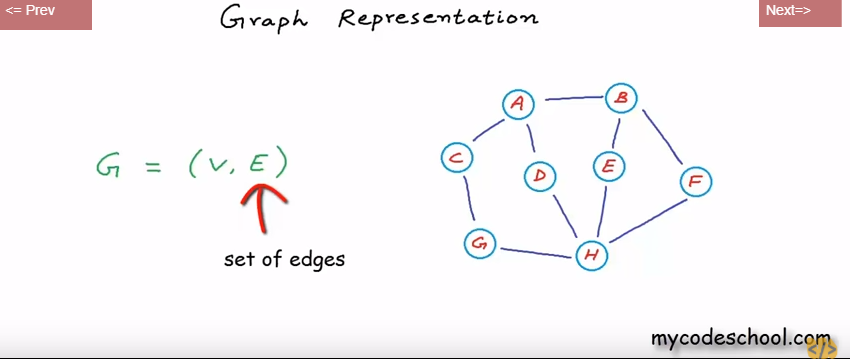 <= Prev
Next=>
Graph Representation
G = (V, E)
set of edges
A
B
C
D
E
F
G
H
mycodeschool.com
</>